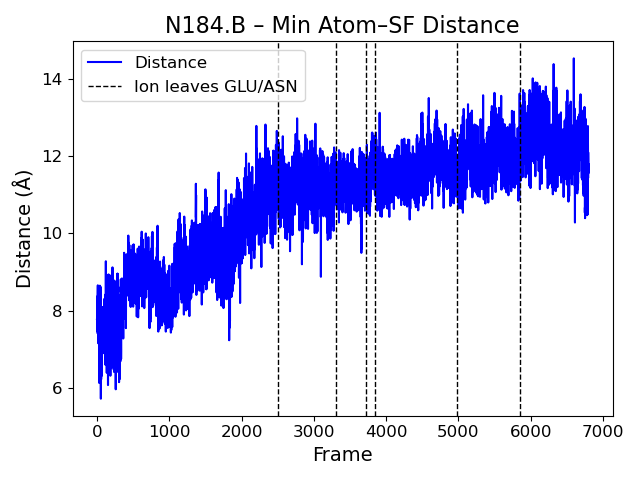 N184.B – Min Atom–SF Distance
Distance
Ion leaves GLU/ASN
14
12
10
8
6
Distance (Å)
0 1000 2000 3000 4000 5000 6000 7000
Frame